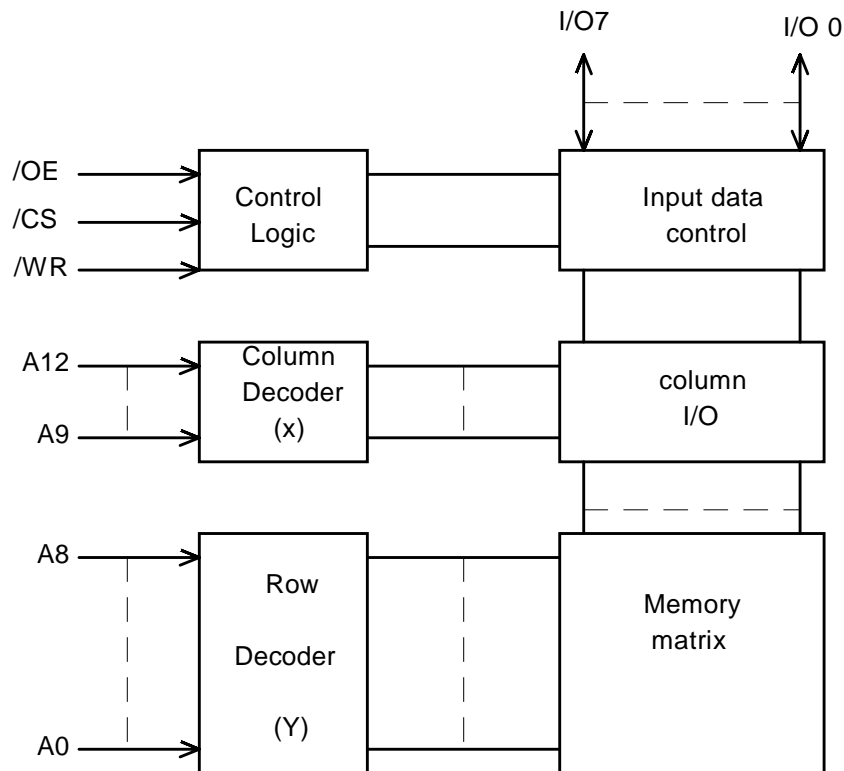 I/O7
I/O 0
/OE
/CS
/WR
Control
Logic
Input data
control
A12
A9
Column
Decoder
(x)
column
I/O
A8
A0
Row
Decoder
(Y)
Memory
matrix